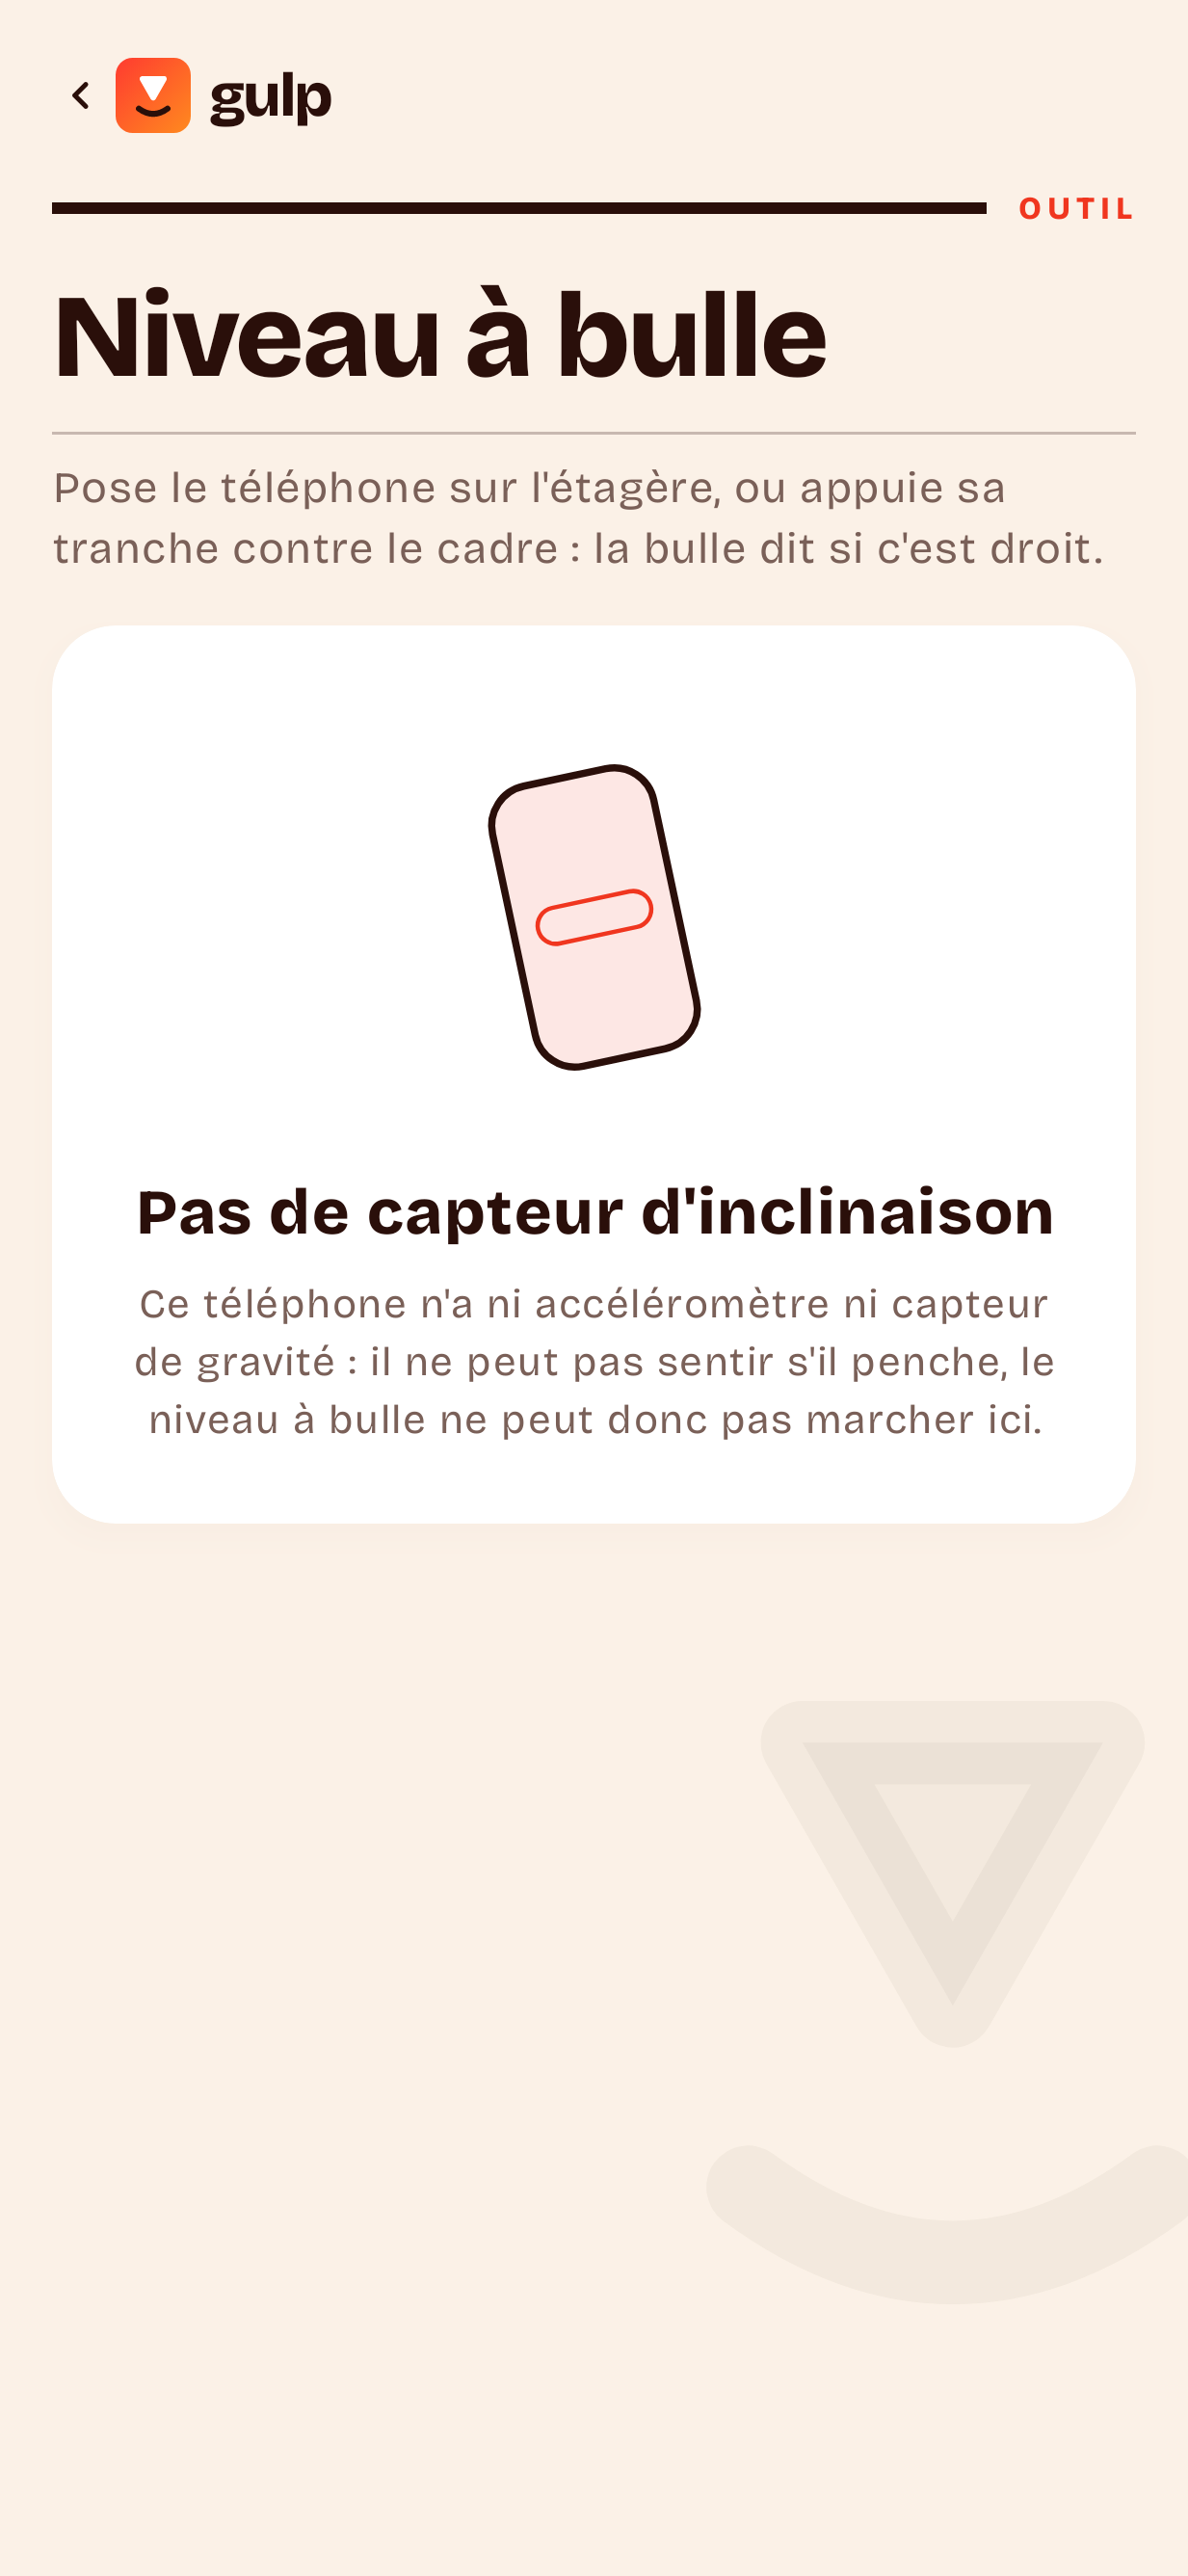 gulp
OUTIL
Niveau à bulle
Pose le téléphone sur l'étagère, ou appuie sa
tranche contre le cadre : la bulle dit si c'est droit.
Pas de capteur d'inclinaison
Ce téléphone n'a ni accéléromètre ni capteur
de gravité : il ne peut pas sentir s'il penche, le
niveau à bulle ne peut donc pas marcher ici.